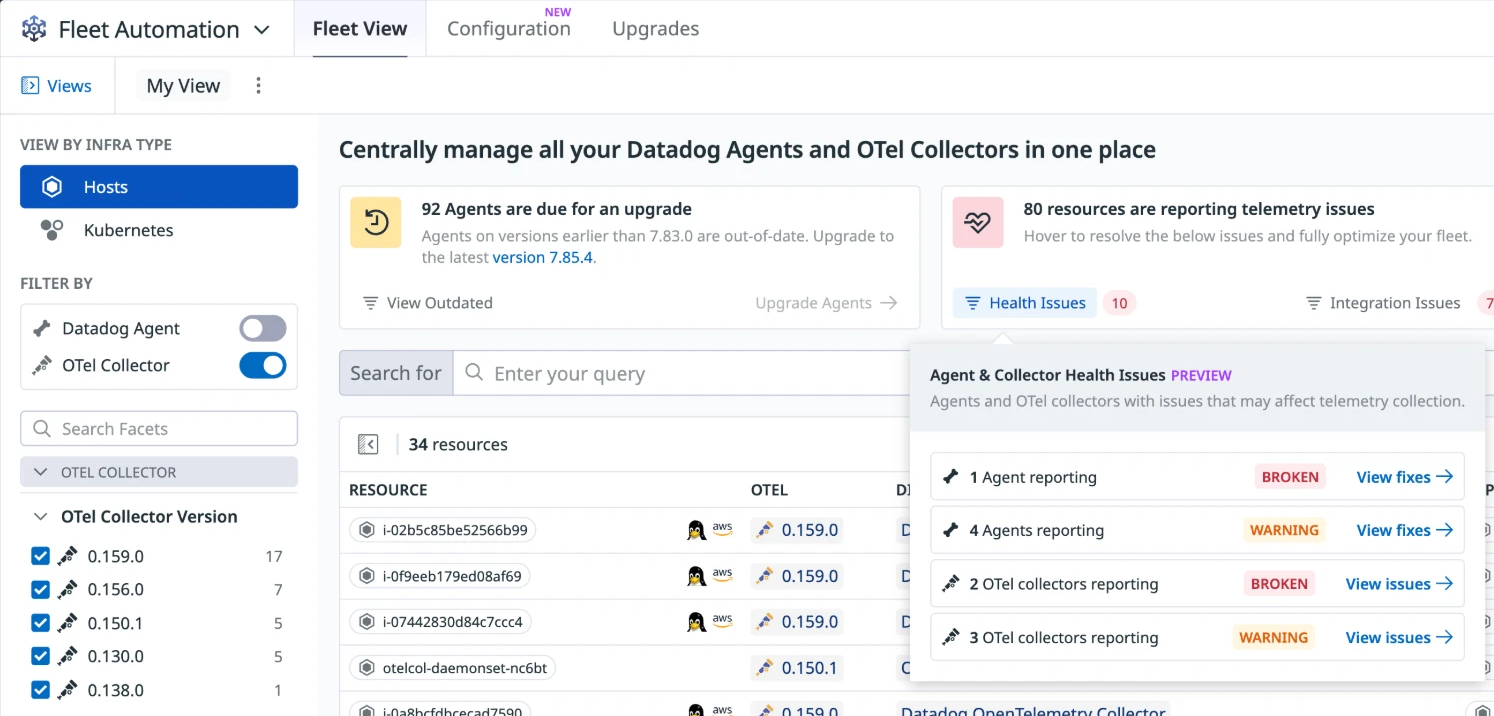 Fleet Automation
Fleet View
Configuration
NEW
Upgrades
Views
My View
VIEW BY INFRA TYPE
Hosts
Kubernetes
FILTER BY
Datadog Agent
OTel Collector
Search Facets
OTEL COLLECTOR
OTel Collector Version
0.159.0 17
0.156.0 7
0.150.1 5
0.130.0 5
0.138.0 1
Centrally manage all your Datadog Agents and OTel Collectors in one place
92 Agents are due for an upgrade
Agents on versions earlier than 7.83.0 are out-of-date. Upgrade to
the latest version 7.85.4.
View Outdated
Upgrade Agents
80 resources are reporting telemetry issues
Hover to resolve the below issues and fully optimize your fleet.
Health Issues 10
Integration Issues 7
Search for
Enter your query
34 resources
RESOURCE OTEL
i-02b5c85be52566b99 aws 0.159.0
i-0f9eeb179ed08af69 aws 0.159.0
i-07442830d84c7ccc4 aws 0.159.0
otelcol-daemonset-nc6bt 0.150.1
i-0a8bcfdbcecad7590 aws 0.159.0 Datadog OpenTelemetry Collector
Agent & Collector Health Issues PREVIEW
Agents and OTel collectors with issues that may affect telemetry collection.
1 Agent reporting BROKEN View fixes
4 Agents reporting WARNING View fixes
2 OTel collectors reporting BROKEN View issues
3 OTel collectors reporting WARNING View issues